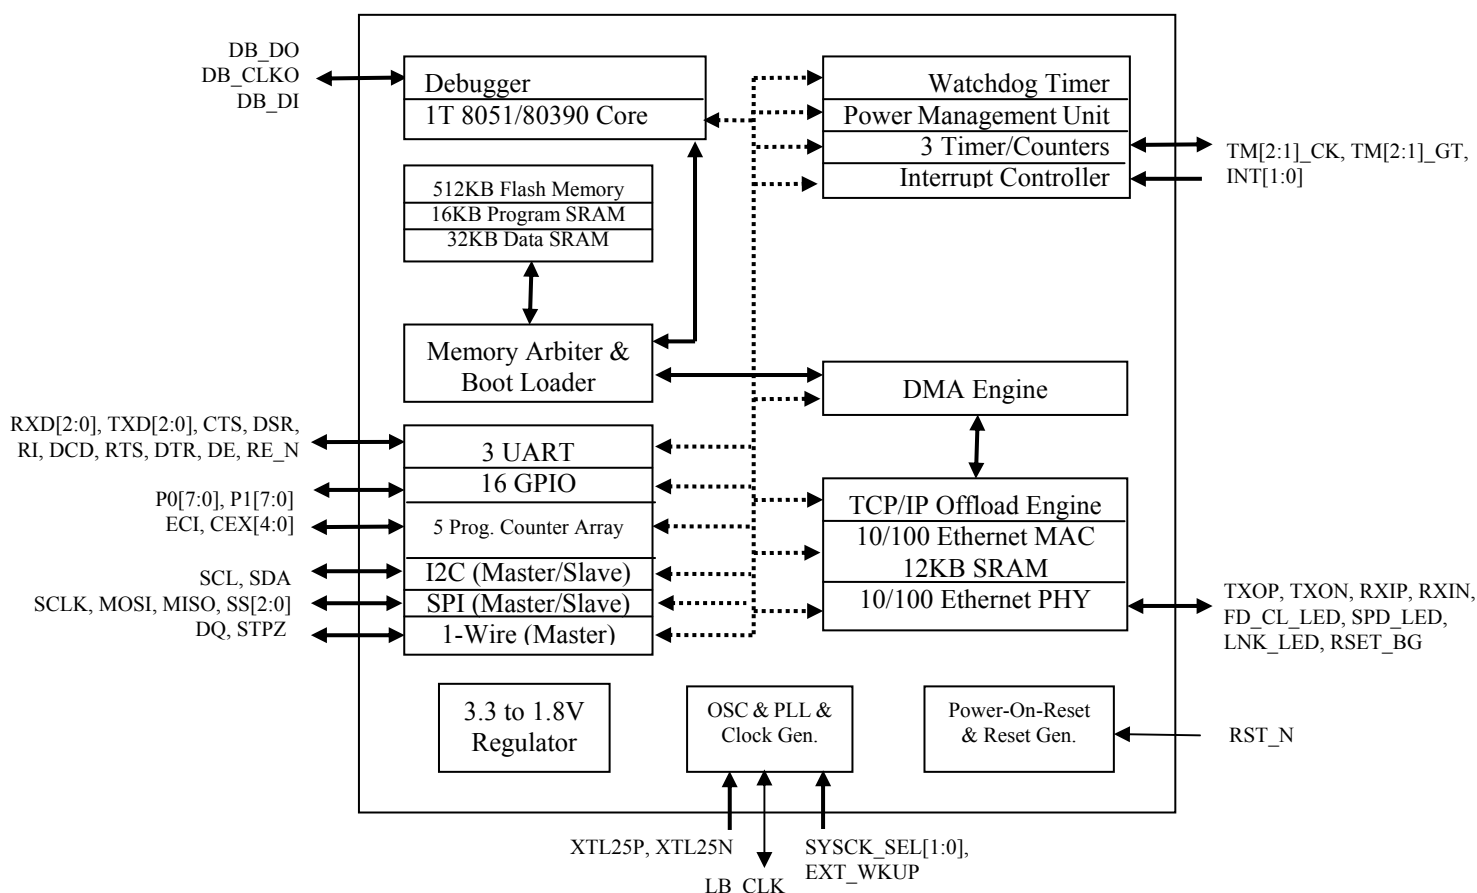 DB_DO
DB_CLKO
DB_DI
Debugger
1T 8051/80390 Core
512KB Flash Memory
16KB Program SRAM
32KB Data SRAM
Memory Arbiter &
Boot Loader
Watchdog Timer
Power Management Unit
3 Timer/Counters
Interrupt Controller
TM[2:1]_CK, TM[2:1]_GT,
INT[1:0]
DMA Engine
RXD[2:0], TXD[2:0], CTS, DSR,
RI, DCD, RTS, DTR, DE, RE_N
P0[7:0], P1[7:0]
ECI, CEX[4:0]
SCL, SDA
SCLK, MOSI, MISO, SS[2:0]
DQ, STPZ
3 UART
16 GPIO
5 Prog. Counter Array
I2C (Master/Slave)
SPI (Master/Slave)
1-Wire (Master)
TCP/IP Offload Engine
10/100 Ethernet MAC
12KB SRAM
10/100 Ethernet PHY
TXOP, TXON, RXIP, RXIN,
FD_CL_LED, SPD_LED,
LNK_LED, RSET_BG
3.3 to 1.8V
Regulator
OSC & PLL &
Clock Gen.
Power-On-Reset
& Reset Gen.
RST_N
XTL25P, XTL25N
LB_CLK
SYSCK_SEL[1:0],
EXT_WKUP